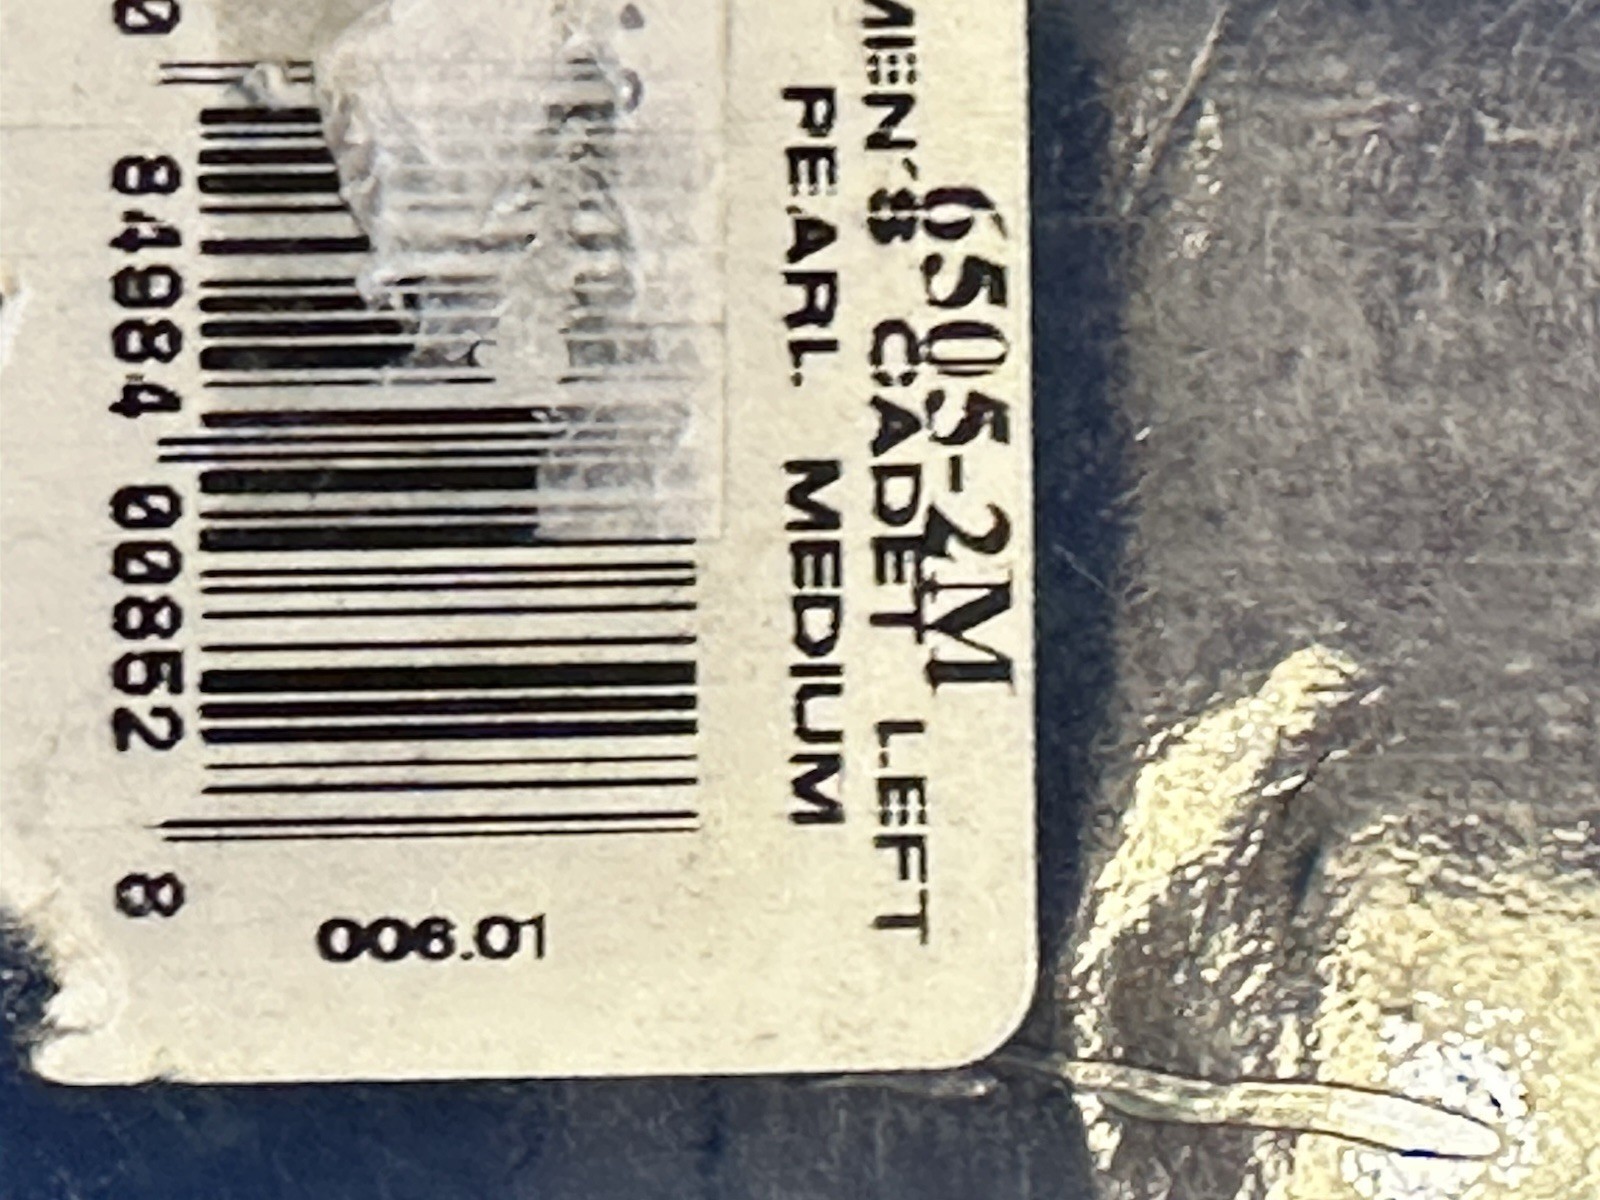 6505-2M
MEN'S CADET LEFT
PEARL MEDIUM
0 84984 00852 8
006.01